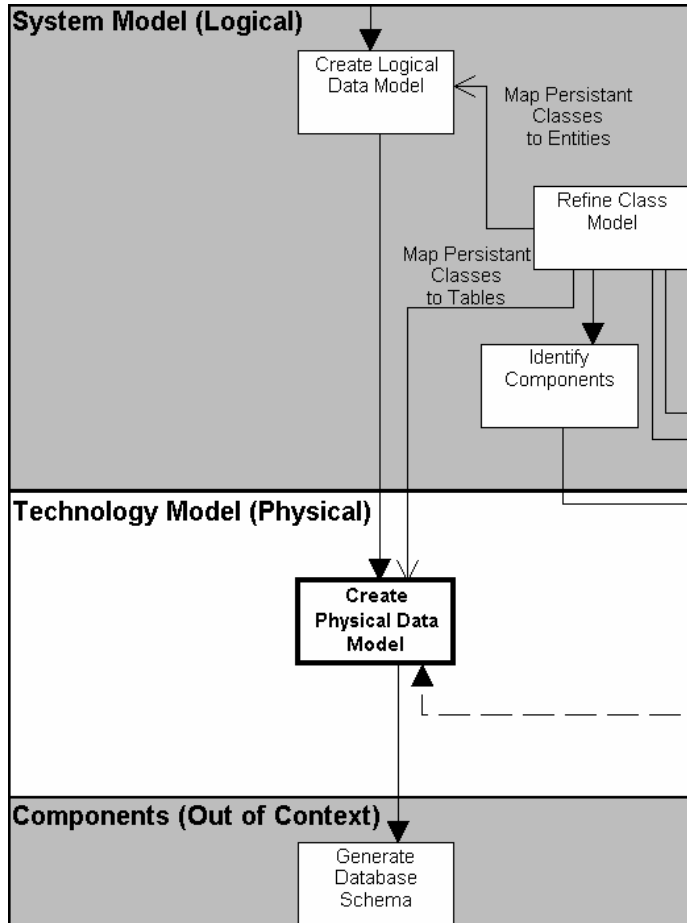 System Model (Logical)
Create Logical
Data Model
Map Persistant
Classes
to Entities
Refine Class
Model
Map Persistant
Classes
to Tables
Identify
Components
Technology Model (Physical)
Create
Physical Data
Model
Components (Out of Context)
Generate
Database
Schema